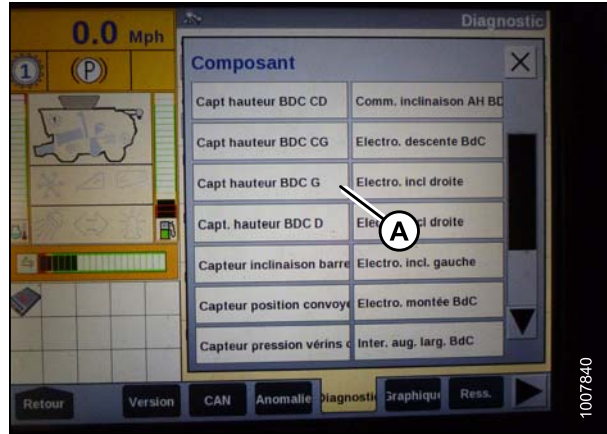 0.0 Mph
Diagnostic
1
(P)
Composant
Capt hauteur BDC CD
Comm. inclinaison AH BD
Capt hauteur BDC CG
Electro. descente BdC
Capt hauteur BDC G
Electro. incl droite
Capt. hauteur BDC D
Ele cl droite
A
Capteur inclinaison barre
Electro. incl. gauche
Capteur position convoye
Electro. montée BdC
Capteur pression vérins d
Inter. aug. larg. BdC
Retour
Version
CAN
Anomalie
Diagnostic
Graphique
Ress.
1007840